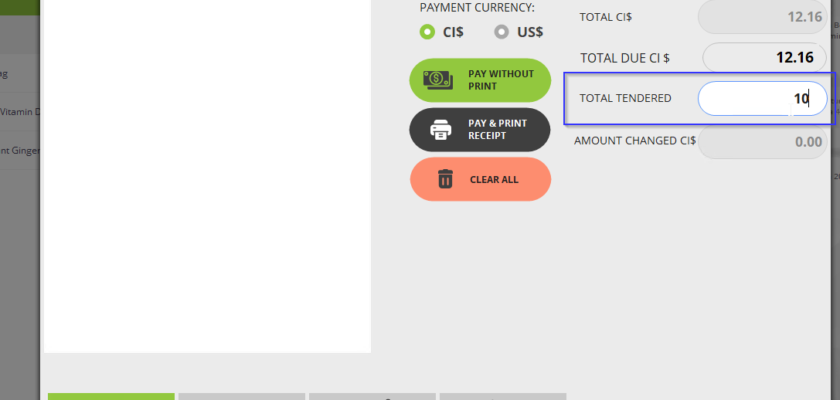 PAYMENT CURRENCY:
CI$ US$
PAY WITHOUT
PRINT
PAY & PRINT
RECEIPT
CLEAR ALL
TOTAL CI$ 12.16
TOTAL DUE CI $ 12.16
TOTAL TENDERED 10
AMOUNT CHANGED CI$ 0.00
Vitamin D
nt Ginger